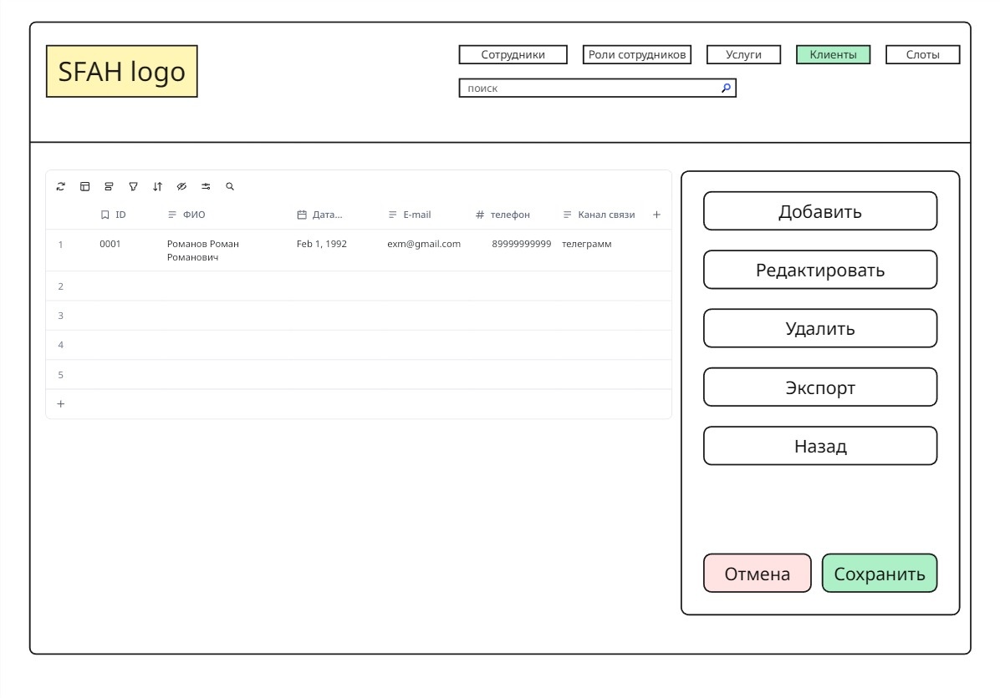 SFAH logo
Сотрудники
Роли сотрудников
Услуги
Клиенты
Слоты
поиск
ID
ФИО
Дата...
E-mail
телефон
Канал связи
1
0001
Романов Роман
Романович
Feb 1, 1992
exm@gmail.com
89999999999
телеграмм
2
3
4
5
Добавить
Редактировать
Удалить
Экспорт
Назад
Отмена
Сохранить